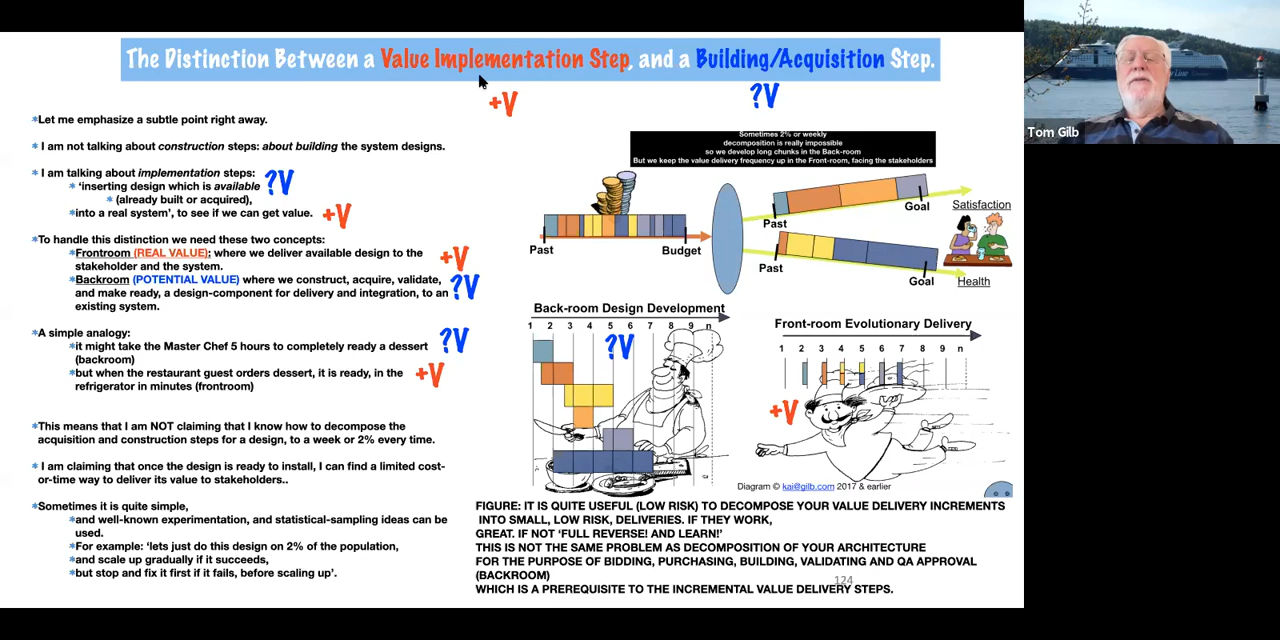 The Distinction Between a Value Implementation Step, and a Building/Acquisition Step.
+V
?V
*Let me emphasize a subtle point right away.
* I am not talking about construction steps: about building the system designs.
* I am talking about implementation steps:
* 'inserting design which is available
* (already built or acquired),
*into a real system', to see if we can get value.
?V
+V
*To handle this distinction we need these two concepts:
*Frontroom (REAL VALUE); where we deliver available design to the
stakeholder and the system.
+V
*Backroom (POTENTIAL VALUE) where we construct, acquire, validate,
and make ready, a design-component for delivery and integration, to an
existing system.
?V
*A simple analogy:
*it might take the Master Chef 5 hours to completely ready a dessert
(backroom)
?V
*but when the restaurant guest orders dessert, it is ready, in the
refrigerator in minutes (frontroom)
+V
*This means that I am NOT claiming that I know how to decompose the
acquisition and construction steps for a design, to a week or 2% every time.
* I am claiming that once the design is ready to install, I can find a limited cost-
or-time way to deliver its value to stakeholders..
*Sometimes it is quite simple,
*and well-known experimentation, and statistical-sampling ideas can be
used.
*For example: 'lets just do this design on 2% of the population,
*and scale up gradually if it succeeds,
*but stop and fix it first if it fails, before scaling up'.
Sometimes 2% or weekly
decomposition is really impossible
so we develop long chunks in the Back-room
But we keep the value delivery frequency up in the Front-room, facing the stakeholders
Past
Budget
Past
Goal
Satisfaction
Past
Goal
Health
Back-room Design Development
1 2 3 4 5 6 7 8 9 n
?V
Front-room Evolutionary Delivery
1 2 3 4 5 6 7 8 9 n
+V
Diagram © kai@gilb.com 2017 & earlier
FIGURE: IT IS QUITE USEFUL (LOW RISK) TO DECOMPOSE YOUR VALUE DELIVERY INCREMENTS
INTO SMALL, LOW RISK, DELIVERIES. IF THEY WORK,
GREAT. IF NOT 'FULL REVERSE! AND LEARN!'
THIS IS NOT THE SAME PROBLEM AS DECOMPOSITION OF YOUR ARCHITECTURE
FOR THE PURPOSE OF BIDDING, PURCHASING, BUILDING, VALIDATING AND QA APPROVAL
(BACKROOM)
WHICH IS A PREREQUISITE TO THE INCREMENTAL VALUE DELIVERY STEPS.
124
Tom Gilb